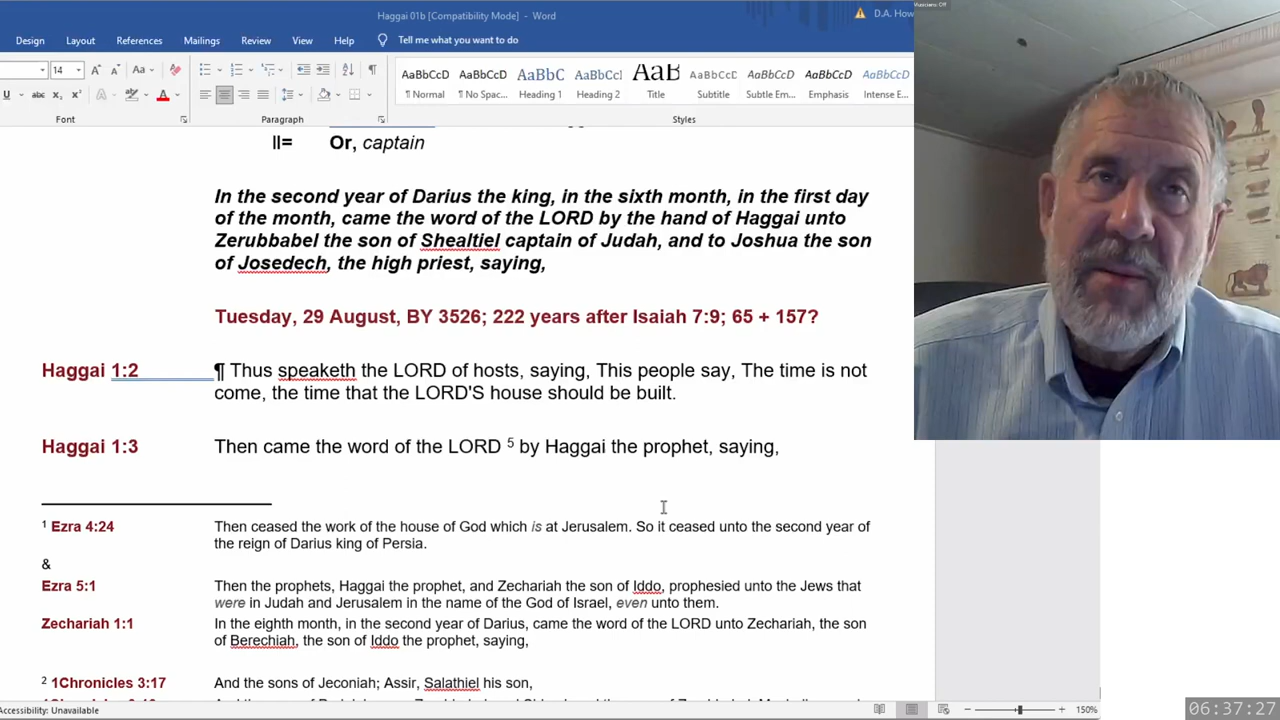 Haggai 01b [Compatibility Mode] - Word
D.A. How
Musicians: Off
Design Layout References Mailings Review View Help Tell me what you want to do
14
Aa
AaBbCcD AaBbCcD AaBbC AaBbCcI AaB AaBbCcD AaBbCcD AaBbCcD AaBbCcD
¶ Normal ¶ No Spac... Heading 1 Heading 2 Title Subtitle Subtle Em... Emphasis Intense E...
Font Paragraph Styles
‖= Or, captain
In the second year of Darius the king, in the sixth month, in the first day
of the month, came the word of the LORD by the hand of Haggai unto
Zerubbabel the son of Shealtiel captain of Judah, and to Joshua the son
of Josedech, the high priest, saying,
Tuesday, 29 August, BY 3526; 222 years after Isaiah 7:9; 65 + 157?
Haggai 1:2 ¶ Thus speaketh the LORD of hosts, saying, This people say, The time is not
come, the time that the LORD'S house should be built.
Haggai 1:3 Then came the word of the LORD 5 by Haggai the prophet, saying,
1 Ezra 4:24 Then ceased the work of the house of God which is at Jerusalem. So it ceased unto the second year of
the reign of Darius king of Persia.
&
Ezra 5:1 Then the prophets, Haggai the prophet, and Zechariah the son of Iddo, prophesied unto the Jews that
were in Judah and Jerusalem in the name of the God of Israel, even unto them.
Zechariah 1:1 In the eighth month, in the second year of Darius, came the word of the LORD unto Zechariah, the son
of Berechiah, the son of Iddo the prophet, saying,
2 1Chronicles 3:17 And the sons of Jeconiah; Assir, Salathiel his son,
Accessibility: Unavailable
150%
06:37:27